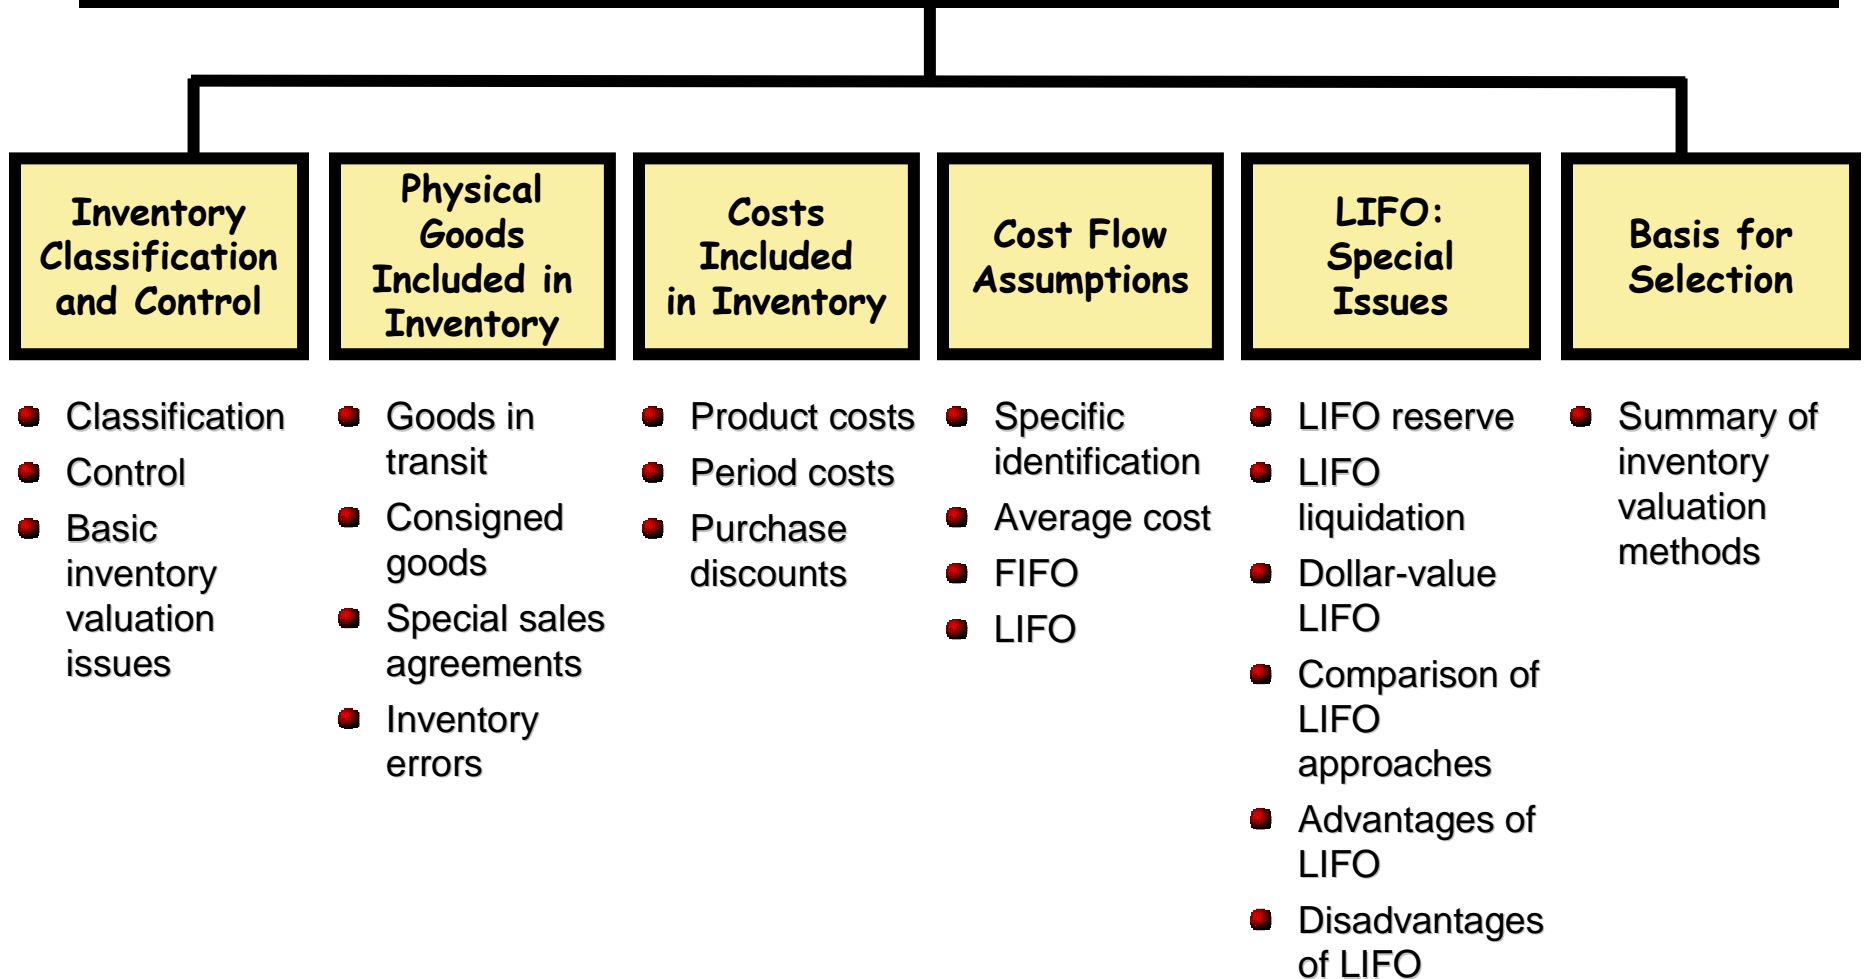 Inventory
Classification
and Control
Physical
Goods
Included in
Inventory
Costs
Included
in Inventory
Cost Flow
Assumptions
LIFO:
Special
Issues
Basis for
Selection
Classification
Control
Basic
inventory
valuation
issues
Goods in
transit
Consigned
goods
Special sales
agreements
Inventory
errors
Product costs
Period costs
Purchase
discounts
Specific
identification
Average cost
FIFO
LIFO
LIFO reserve
LIFO
liquidation
Dollar-value
LIFO
Comparison of
LIFO
approaches
Advantages of
LIFO
Disadvantages
of LIFO
Summary of
inventory
valuation
methods